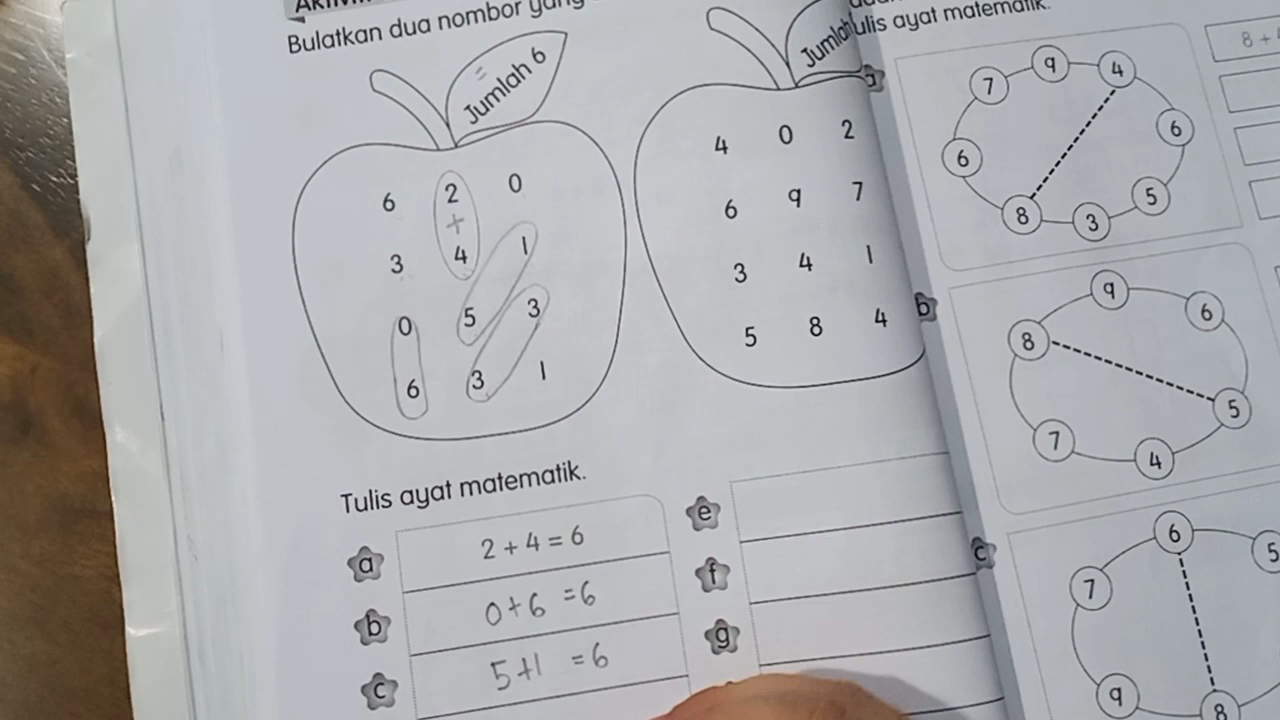 Bulatkan dua nombor yang
= Jumlah 6
6 2 0
+
3 4 1
0 5 3
6 3 1
Jumlah
4 0 2
6 9 7
3 4 1
5 8 4
Tulis ayat matematik.
a 2 + 4 = 6
b 0 + 6 = 6
c 5 + 1 = 6
e
f
g
ulis ayat matematik.
a
7 9 4
6 6
8 3 5
8 +
b
9 6
8
5
7 4
c
6 5
7
9 8